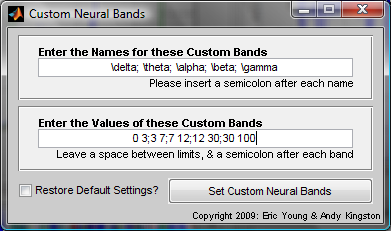 Custom Neural Bands
Enter the Names for these Custom Bands
\delta; \theta; \alpha; \beta; \gamma
Please insert a semicolon after each name
Enter the Values of these Custom Bands
0 3;3 7;7 12;12 30;30 100
Leave a space between limits, & a semicolon after each band
Restore Default Settings?
Set Custom Neural Bands
Copyright 2009: Eric Young & Andy Kingston